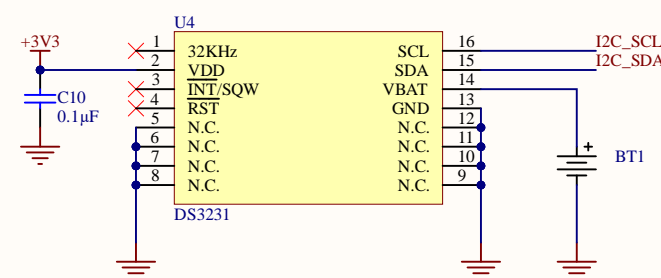 U4
+3V3
1 32KHz SCL 16 I2C_SCL
2 VDD SDA 15 I2C_SDA
3 INT/SQW VBAT 14
4 RST GND 13
5 N.C. N.C. 12
6 N.C. N.C. 11
7 N.C. N.C. 10
8 N.C. N.C. 9
C10
0.1µF
+
BT1
DS3231